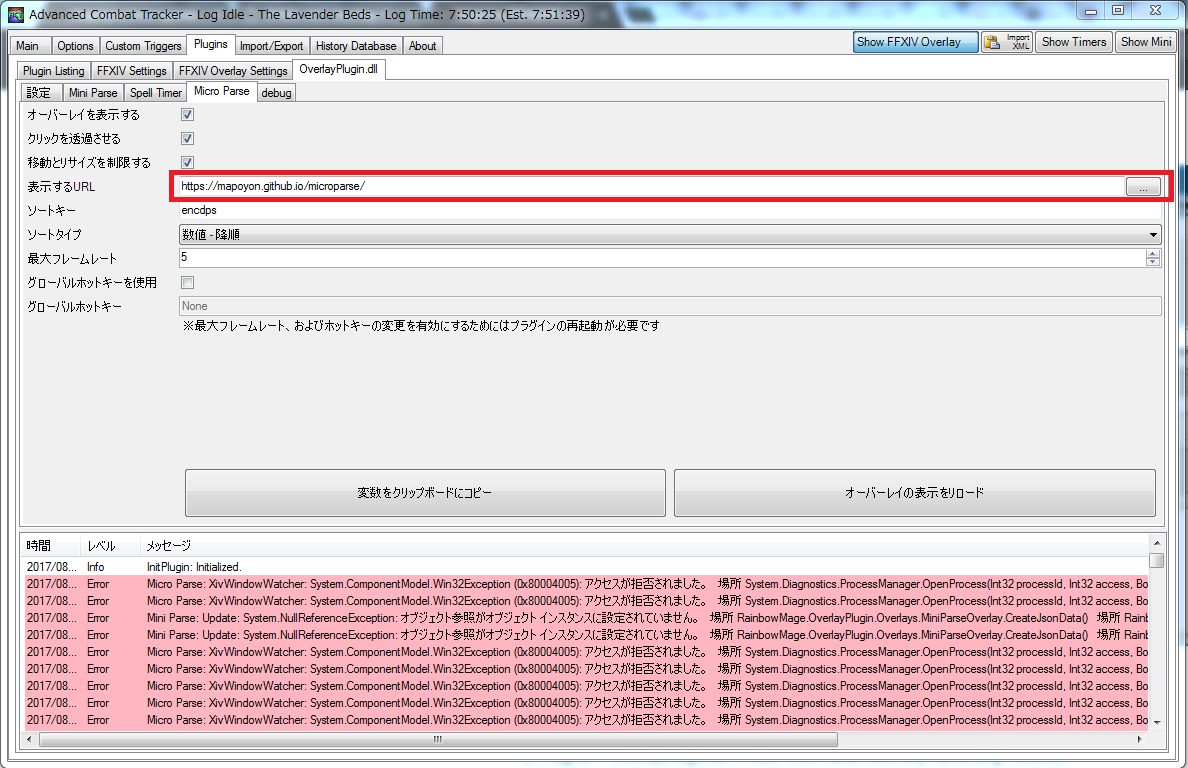 Advanced Combat Tracker - Log Idle - The Lavender Beds - Log Time: 7:50:25 (Est. 7:51:39)
Main Options Custom Triggers Plugins Import/Export History Database About Show FFXIV Overlay Import XML Show Timers Show Mini
Plugin Listing FFXIV Settings FFXIV Overlay Settings OverlayPlugin.dll
設定 Mini Parse Spell Timer Micro Parse debug
オーバーレイを表示する
クリックを透過させる
移動とリサイズを制限する
表示するURL https://mapoyon.github.io/microparse/ ...
ソートキー encdps
ソートタイプ 数値 - 降順
最大フレームレート 5
グローバルホットキーを使用
グローバルホットキー None
※最大フレームレート、およびホットキーの変更を有効にするためにはプラグインの再起動が必要です
変数をクリップボードにコピー オーバーレイの表示をリロード
時間 レベル メッセージ
2017/08... Info InitPlugin: Initialized.
2017/08... Error Micro Parse: XivWindowWatcher: System.ComponentModel.Win32Exception (0x80004005): アクセスが拒否されました。 場所 System.Diagnostics.ProcessManager.OpenProcess(Int32 processId, Int32 access, Bo
2017/08... Error Micro Parse: XivWindowWatcher: System.ComponentModel.Win32Exception (0x80004005): アクセスが拒否されました。 場所 System.Diagnostics.ProcessManager.OpenProcess(Int32 processId, Int32 access, Bo
2017/08... Error Mini Parse: Update: System.NullReferenceException: オブジェクト参照がオブジェクト インスタンスに設定されていません。 場所 RainbowMage.OverlayPlugin.Overlays.MiniParseOverlay.CreateJsonData() 場所 Rainb
2017/08... Error Mini Parse: Update: System.NullReferenceException: オブジェクト参照がオブジェクト インスタンスに設定されていません。 場所 RainbowMage.OverlayPlugin.Overlays.MiniParseOverlay.CreateJsonData() 場所 Rainb
2017/08... Error Micro Parse: XivWindowWatcher: System.ComponentModel.Win32Exception (0x80004005): アクセスが拒否されました。 場所 System.Diagnostics.ProcessManager.OpenProcess(Int32 processId, Int32 access, Bo
2017/08... Error Micro Parse: XivWindowWatcher: System.ComponentModel.Win32Exception (0x80004005): アクセスが拒否されました。 場所 System.Diagnostics.ProcessManager.OpenProcess(Int32 processId, Int32 access, Bo
2017/08... Error Micro Parse: XivWindowWatcher: System.ComponentModel.Win32Exception (0x80004005): アクセスが拒否されました。 場所 System.Diagnostics.ProcessManager.OpenProcess(Int32 processId, Int32 access, Bo
2017/08... Error Micro Parse: XivWindowWatcher: System.ComponentModel.Win32Exception (0x80004005): アクセスが拒否されました。 場所 System.Diagnostics.ProcessManager.OpenProcess(Int32 processId, Int32 access, Bo
2017/08... Error Micro Parse: XivWindowWatcher: System.ComponentModel.Win32Exception (0x80004005): アクセスが拒否されました。 場所 System.Diagnostics.ProcessManager.OpenProcess(Int32 processId, Int32 access, Bo